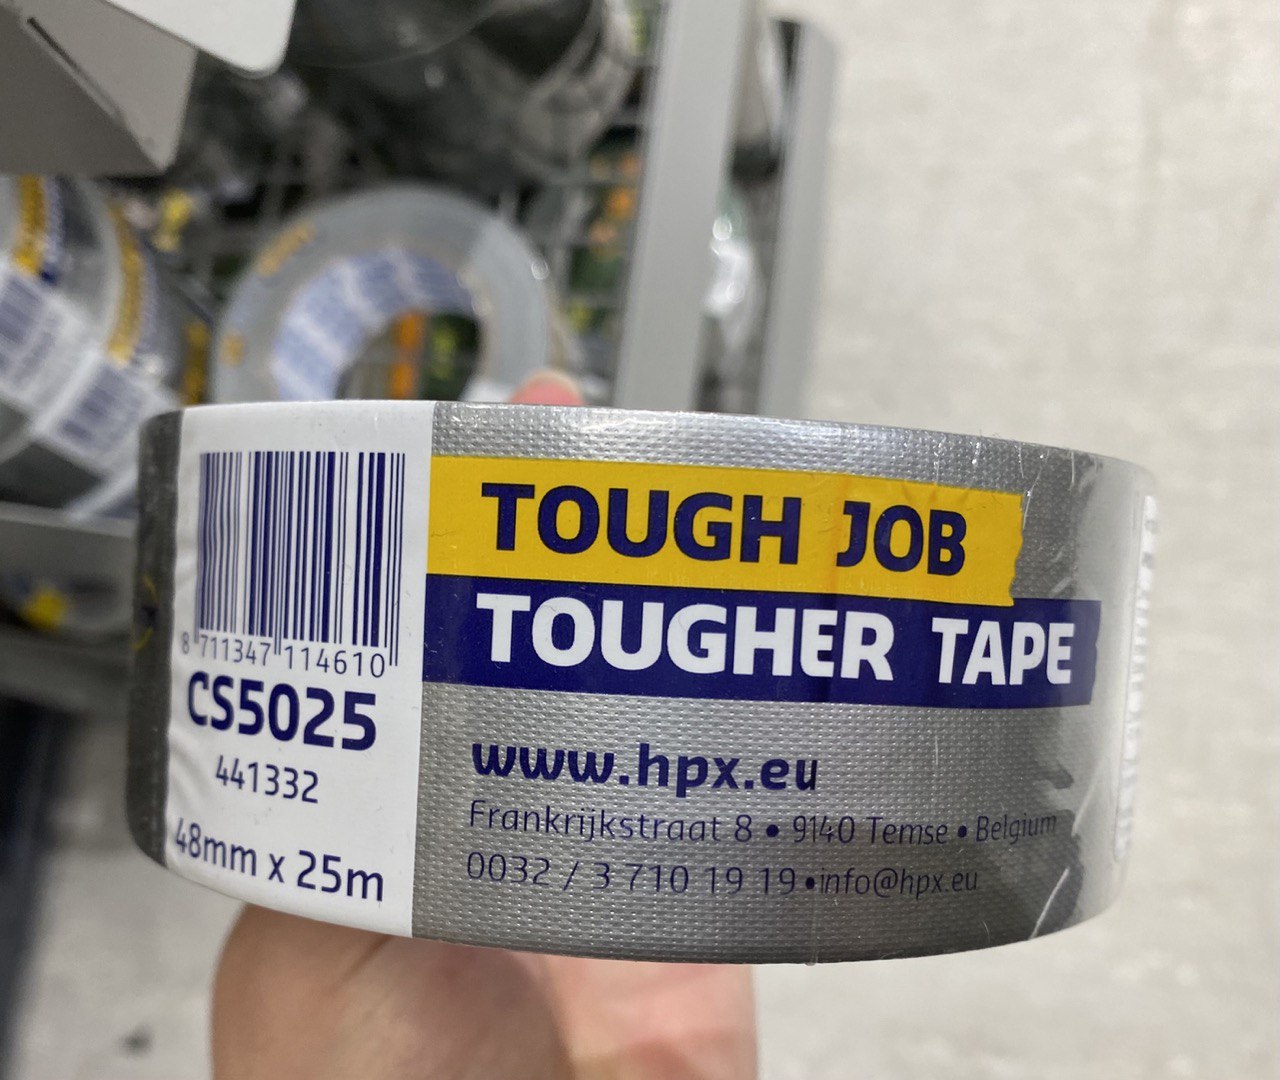 8 711347 114610
CS5025
441332
48mm x 25m
TOUGH JOB
TOUGHER TAPE
www.hpx.eu
Frankrijkstraat 8 • 9140 Temse • Belgium
0032 / 3 710 19 19 • info@hpx.eu